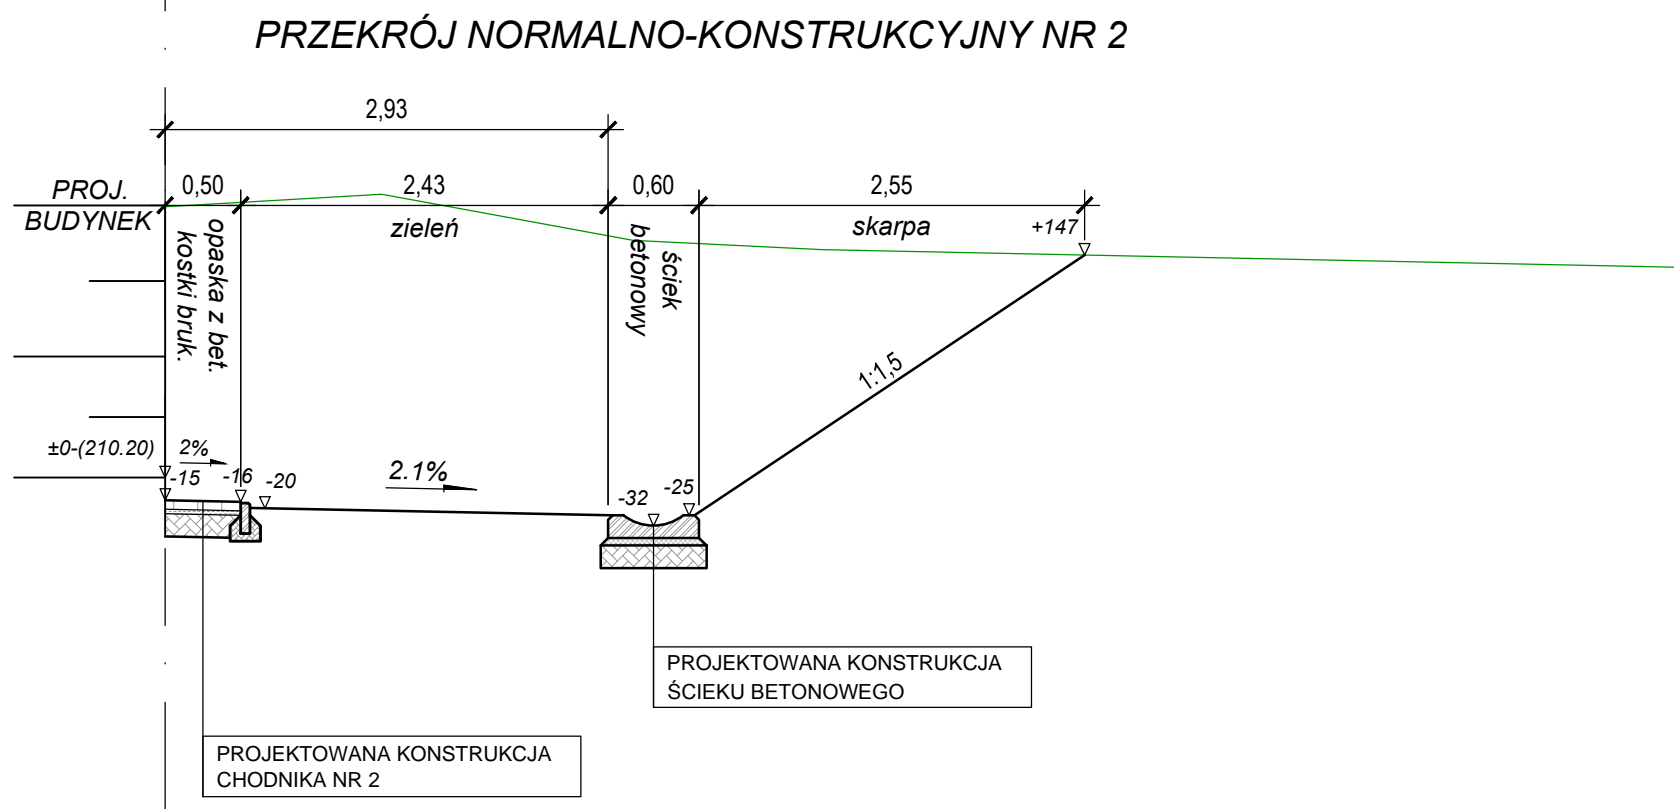 PRZEKRÓJ NORMALNO-KONSTRUKCYJNY NR 2
2,93
PROJ.
BUDYNEK
0,50
2,43
0,60
2,55
zieleń
skarpa
+147
opaska z bet.
kostki bruk.
ściek
betonowy
1:1,5
±0-(210.20)
2%
-15
-16
-20
2.1%
-32
-25
PROJEKTOWANA KONSTRUKCJA
ŚCIEKU BETONOWEGO
PROJEKTOWANA KONSTRUKCJA
CHODNIKA NR 2